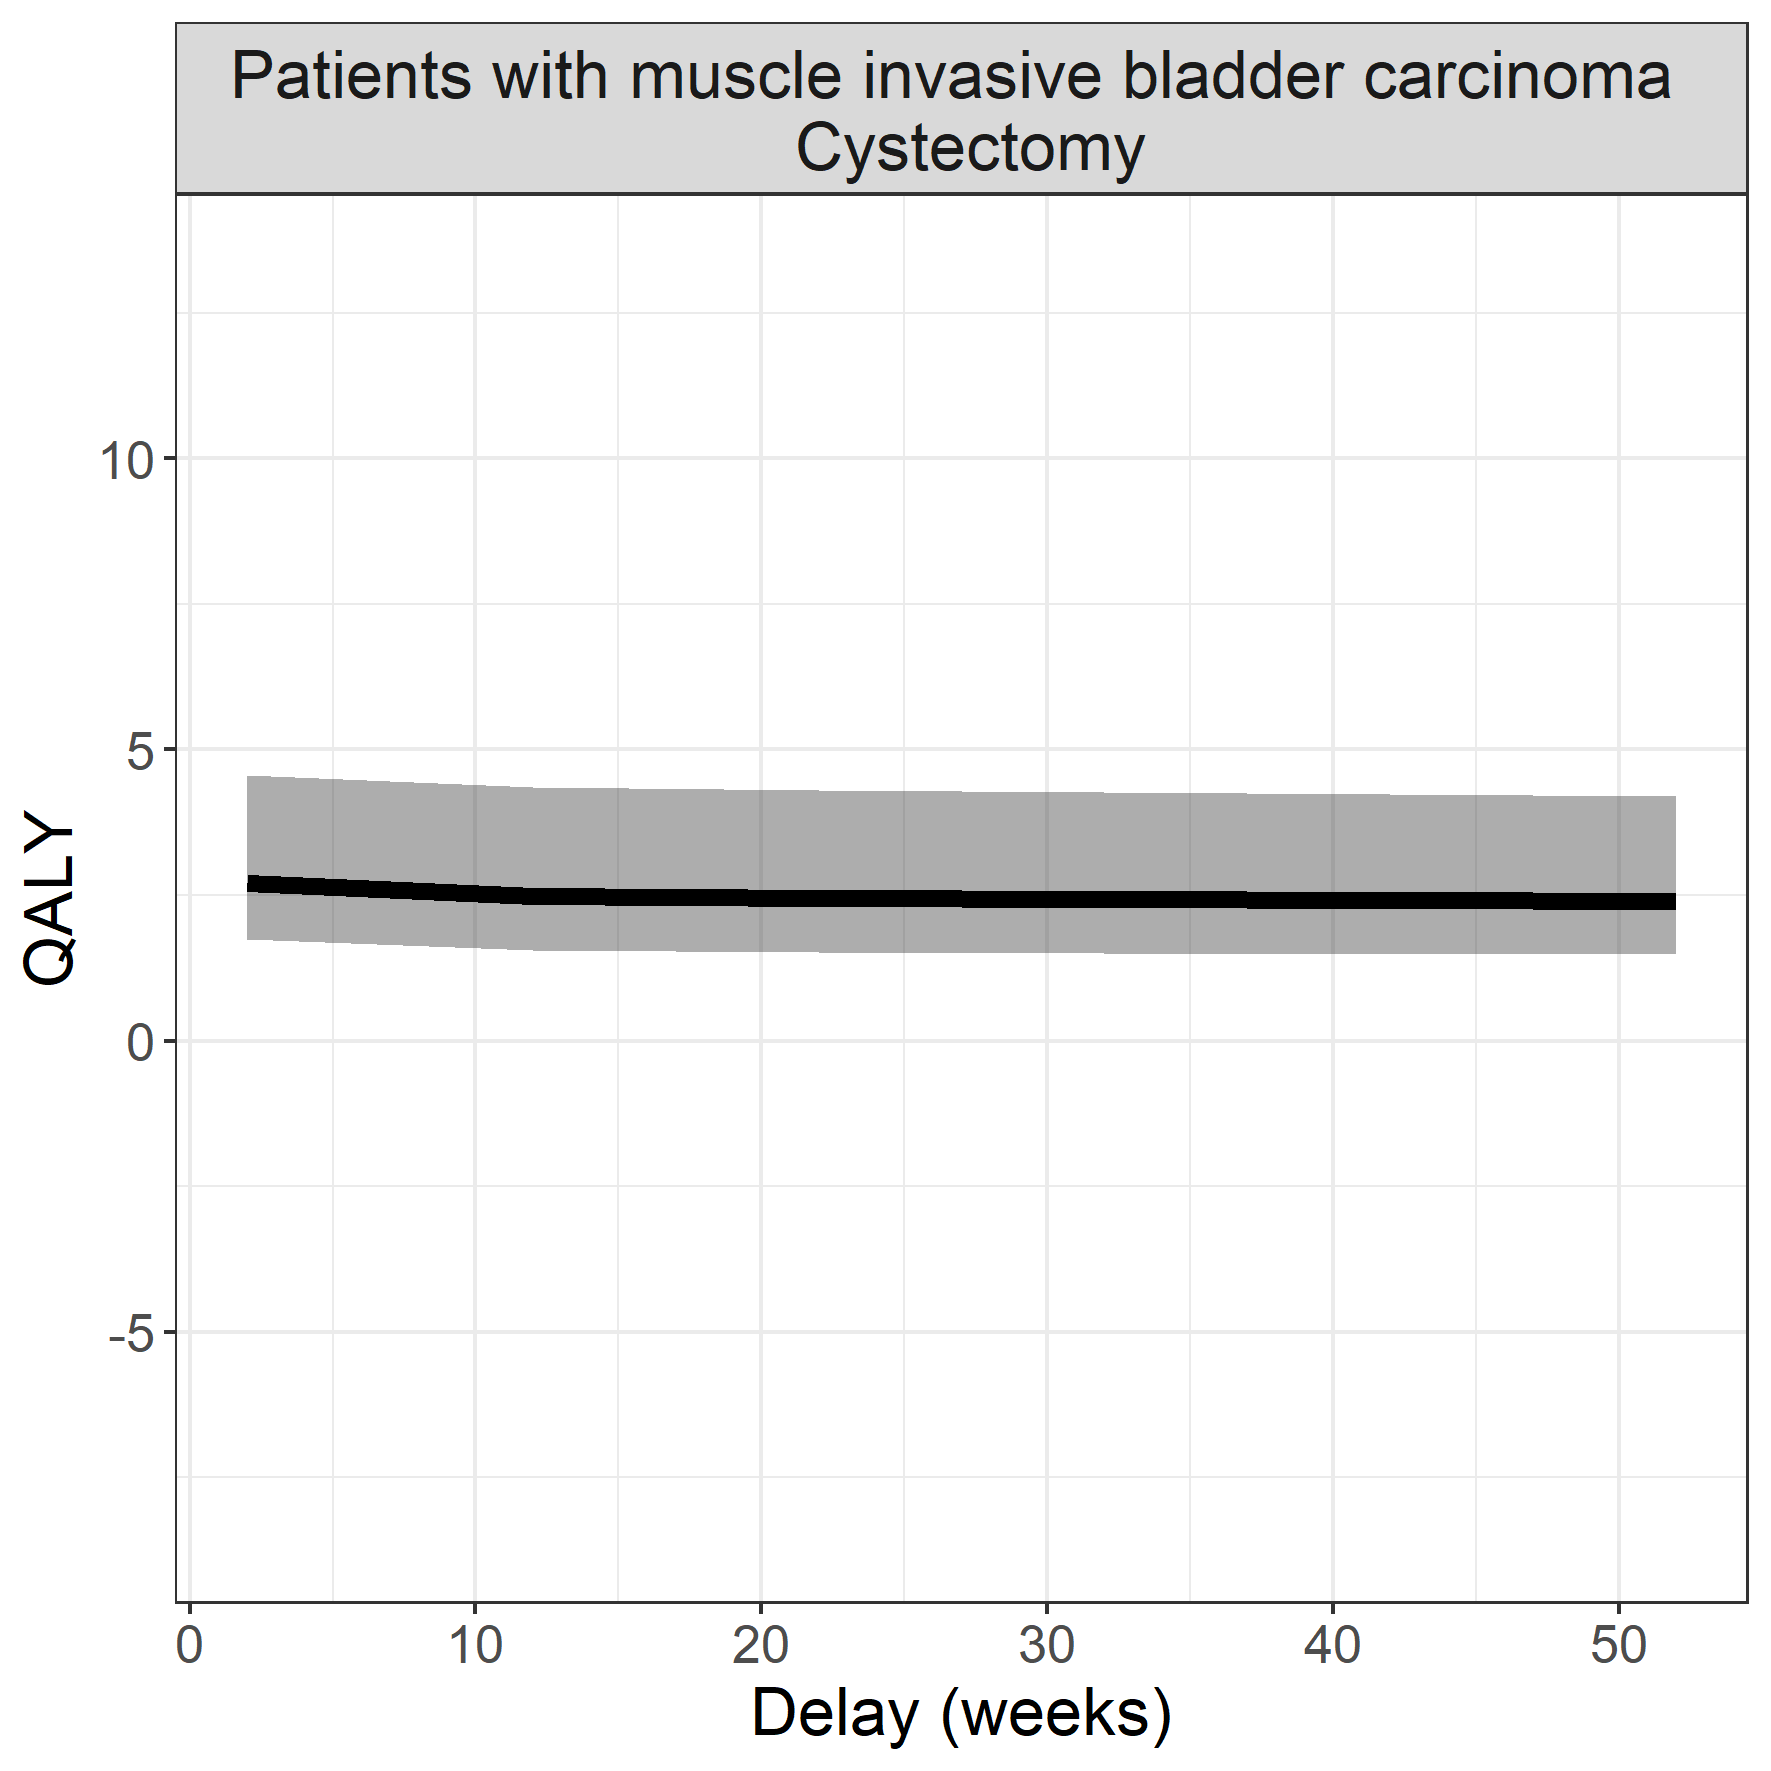 Patients with muscle invasive bladder carcinoma
Cystectomy
10
5
0
-5
QALY
0 10 20 30 40 50
Delay (weeks)